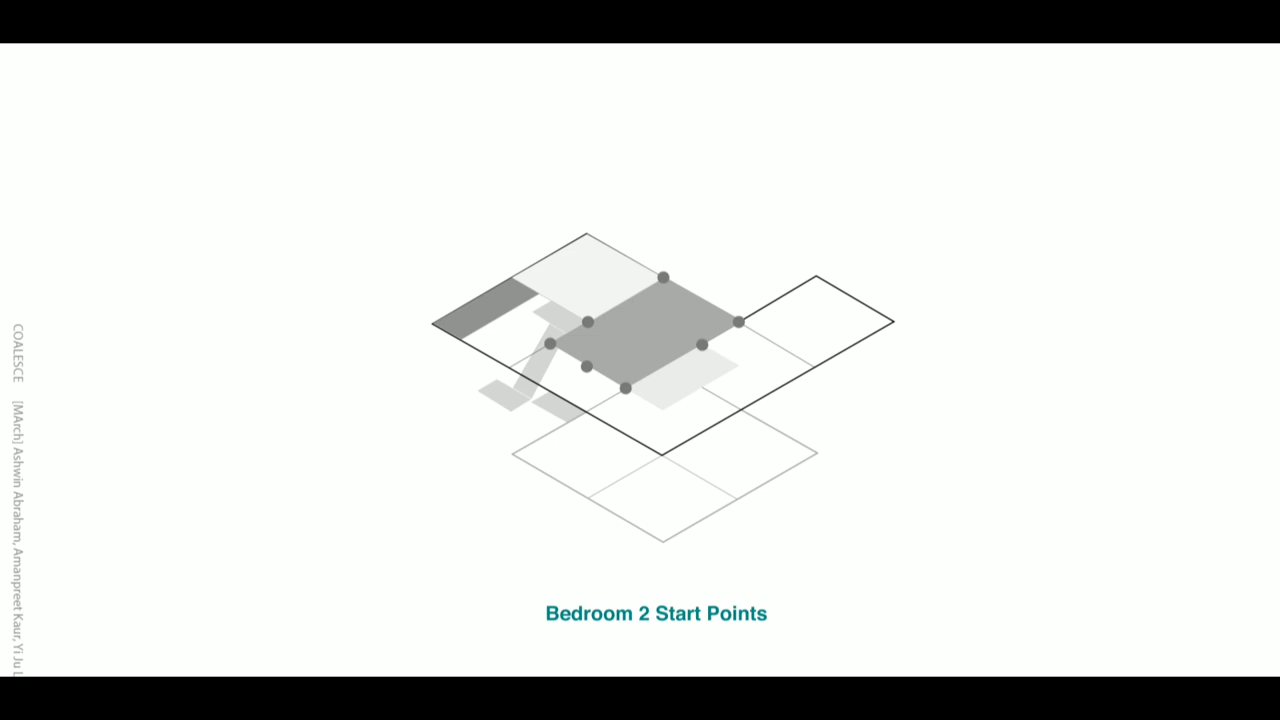 COALESCE [MArch] Ashwin Abraham, Amanpreet Kaur, Yi Ju
Bedroom 2 Start Points